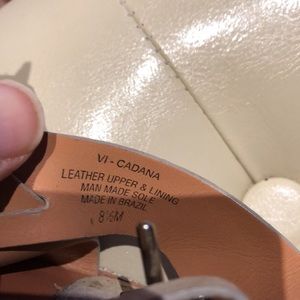 VI - CADANA
LEATHER UPPER & LINING
MAN MADE SOLE
MADE IN BRAZIL
8½M